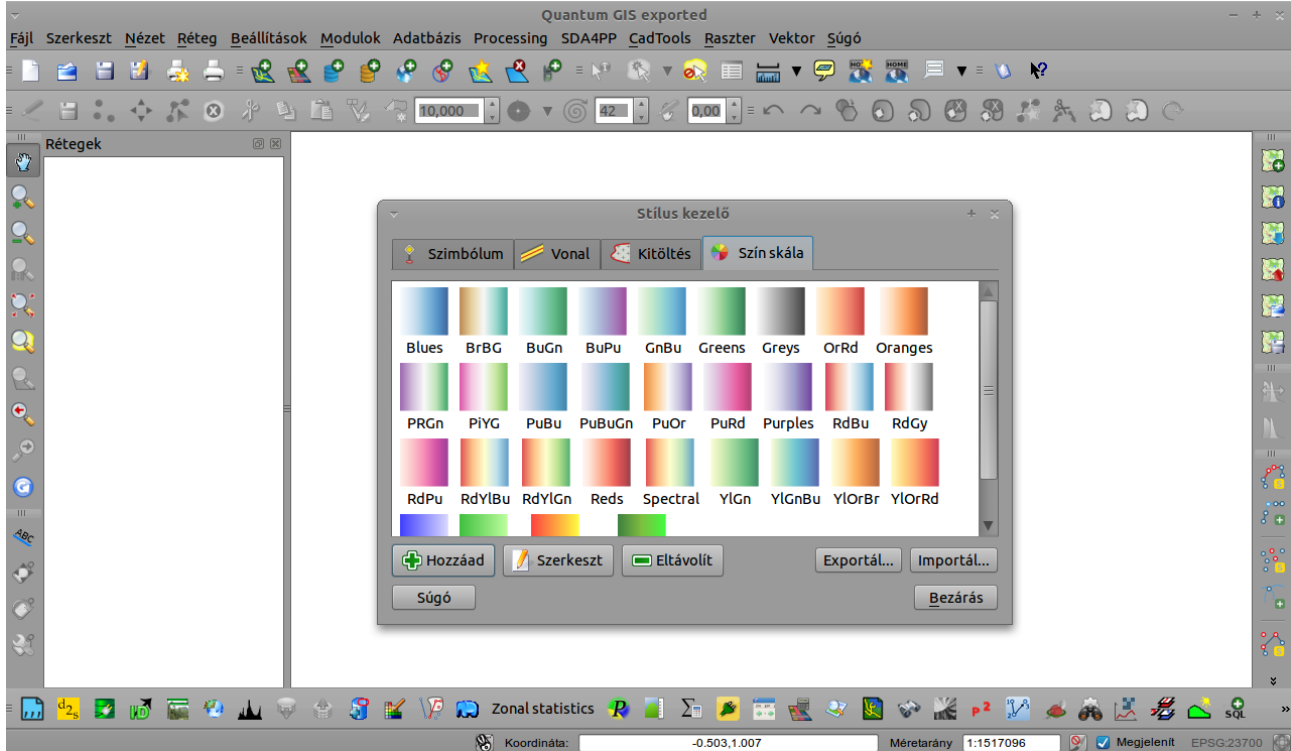 Quantum GIS exported
Fájl Szerkeszt Nézet Réteg Beállítások Modulok Adatbázis Processing SDA4PP CadTools Raszter Vektor Súgó
10,000 42 0,00
Rétegek
Stílus kezelő
Szimbólum Vonal Kitöltés Szín skála
Blues BrBG BuGn BuPu GnBu Greens Greys OrRd Oranges
PRGn PiYG PuBu PuBuGn PuOr PuRd Purples RdBu RdGy
RdPu RdYlBu RdYlGn Reds Spectral YlGn YlGnBu YlOrBr YlOrRd
Hozzáad Szerkeszt Eltávolít Exportál... Importál...
Súgó Bezárás
ABC
d2s Zonal statistics R Σ P2 SQL »
Koordináta: -0.503,1.007 Méretarány 1:1517096 Megjelenít EPSG:23700